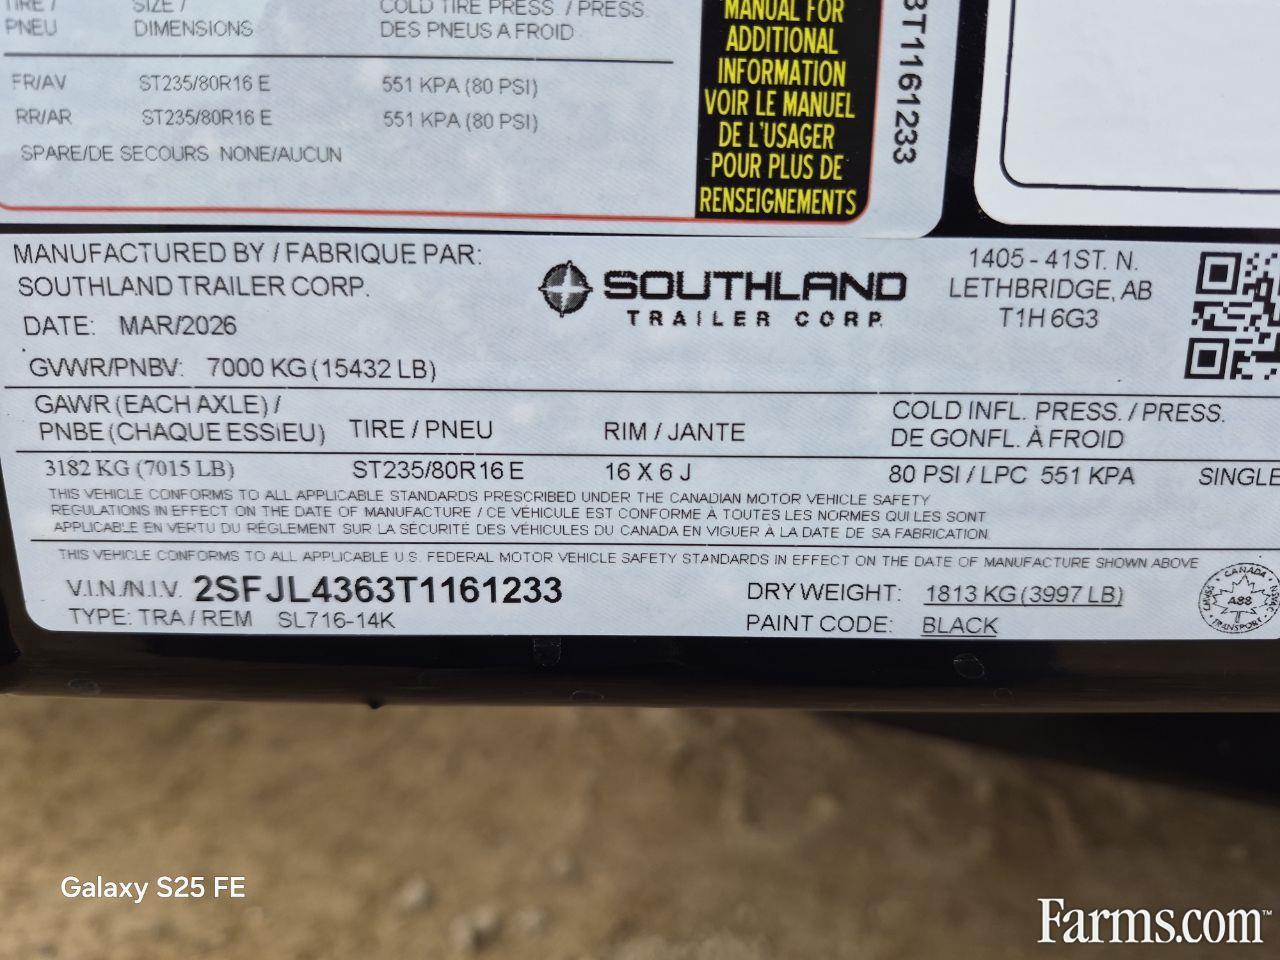 TIRE / SIZE / COLD TIRE PRESS. / PRESS.
PNEU DIMENSIONS DES PNEUS A FROID
FR/AV ST235/80R16 E 551 KPA (80 PSI)
RR/AR ST235/80R16 E 551 KPA (80 PSI)
SPARE/DE SECOURS NONE/AUCUN
MANUAL FOR
ADDITIONAL
INFORMATION
VOIR LE MANUEL
DE L'USAGER
POUR PLUS DE
RENSEIGNEMENTS
3T1161233
MANUFACTURED BY / FABRIQUE PAR:
SOUTHLAND TRAILER CORP.
DATE: MAR/2026
GVWR/PNBV: 7000 KG (15432 LB)
SOUTHLAND
TRAILER CORP.
1405 - 41ST. N.
LETHBRIDGE, AB
T1H 6G3
GAWR (EACH AXLE) /
PNBE (CHAQUE ESSIEU) TIRE / PNEU RIM / JANTE COLD INFL. PRESS. / PRESS.
DE GONFL. À FROID
3182 KG (7015 LB) ST235/80R16 E 16 X 6 J 80 PSI / LPC 551 KPA SINGLE
THIS VEHICLE CONFORMS TO ALL APPLICABLE STANDARDS PRESCRIBED UNDER THE CANADIAN MOTOR VEHICLE SAFETY
REGULATIONS IN EFFECT ON THE DATE OF MANUFACTURE / CE VÉHICULE EST CONFORME À TOUTES LES NORMES QUI LES SONT
APPLICABLE EN VERTU DU RÉGLEMENT SUR LA SÉCURITÉ DES VÉHICULES DU CANADA EN VIGUER À LA DATE DE SA FABRICATION.
THIS VEHICLE CONFORMS TO ALL APPLICABLE U.S. FEDERAL MOTOR VEHICLE SAFETY STANDARDS IN EFFECT ON THE DATE OF MANUFACTURE SHOWN ABOVE
V.I.N./N.I.V. 2SFJL4363T1161233 DRY WEIGHT: 1813 KG (3997 LB)
TYPE: TRA / REM SL716-14K PAINT CODE: BLACK
CANADA
A88
TRANSPORT
Galaxy S25 FE
Farms.com™